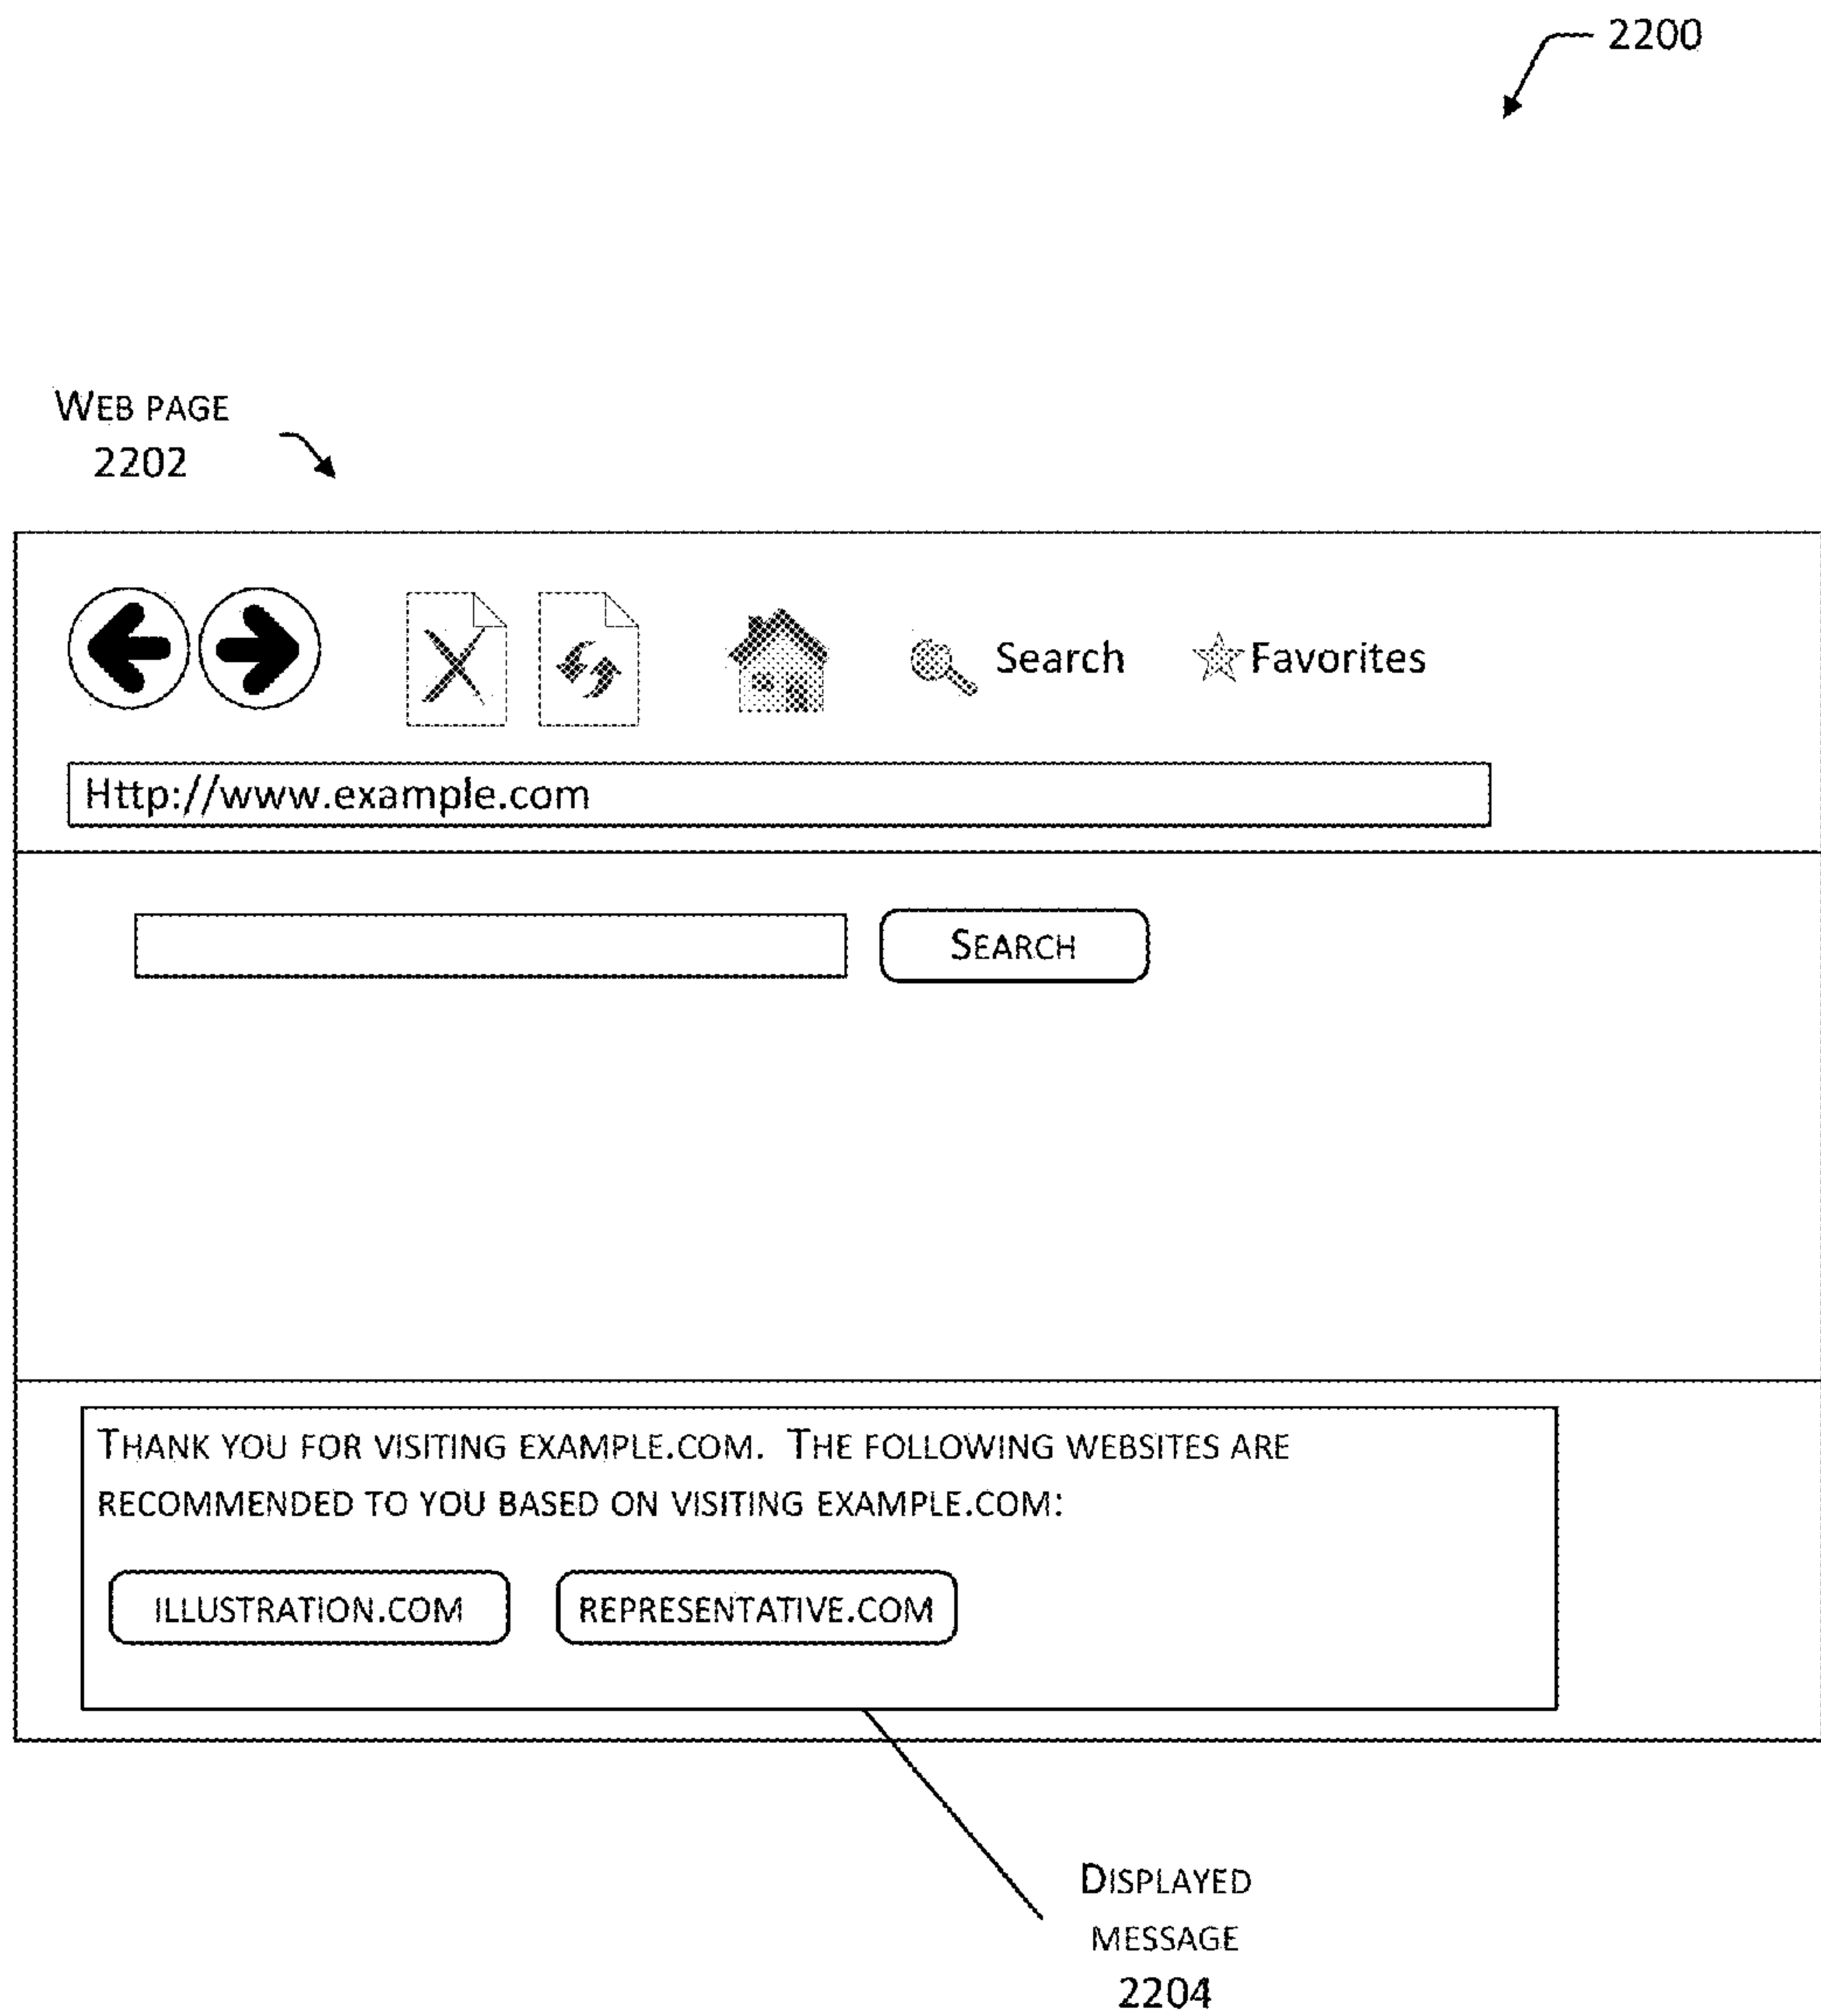 2200
WEB PAGE
2202
Search
Favorites
Http://www.example.com
SEARCH
THANK YOU FOR VISITING EXAMPLE.COM. THE FOLLOWING WEBSITES ARE
RECOMMENDED TO YOU BASED ON VISITING EXAMPLE.COM:
ILLUSTRATION.COM
REPRESENTATIVE.COM
DISPLAYED
MESSAGE
2204